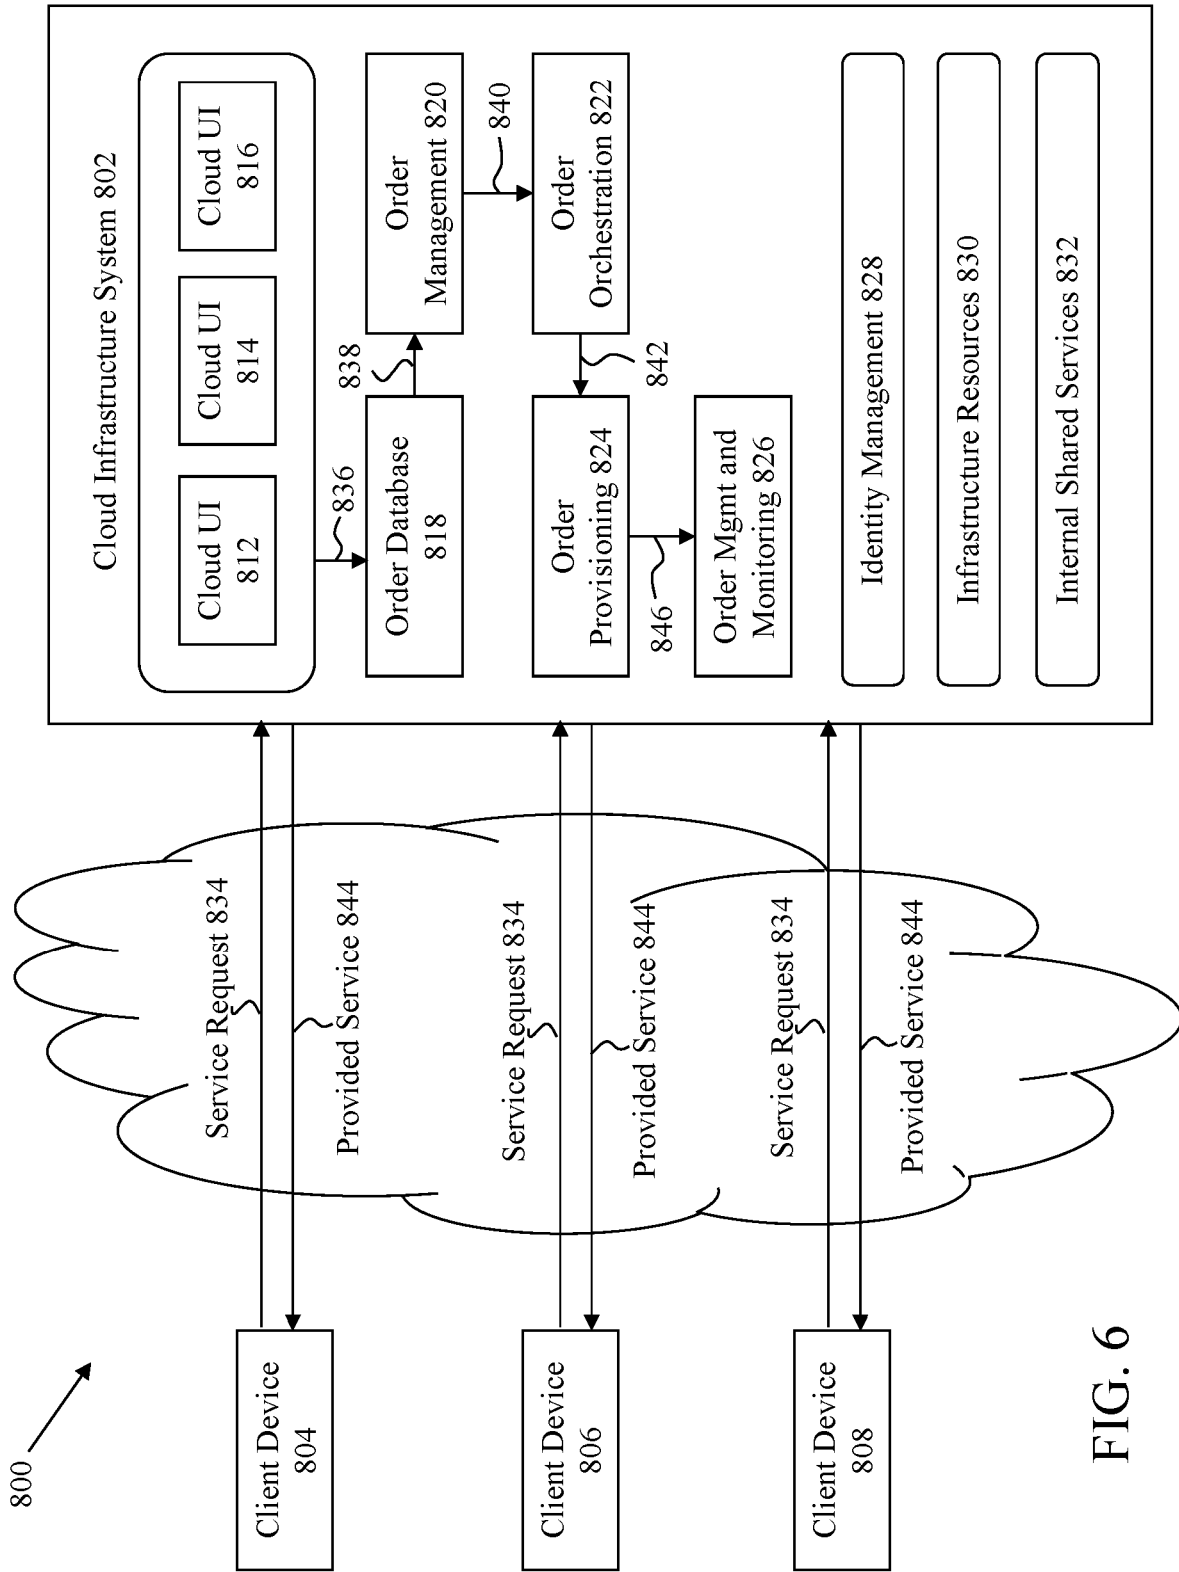 800
Client Device
804
Client Device
806
Client Device
808
Service Request 834
Provided Service 844
Service Request 834
Provided Service 844
Service Request 834
Provided Service 844
Cloud Infrastructure System 802
Cloud UI
812
Cloud UI
814
Cloud UI
816
836
Order Database
818
838
Order
Management 820
840
Order
Provisioning 824
842
Order
Orchestration 822
846
Order Mgmt and
Monitoring 826
Identity Management 828
Infrastructure Resources 830
Internal Shared Services 832
FIG. 6